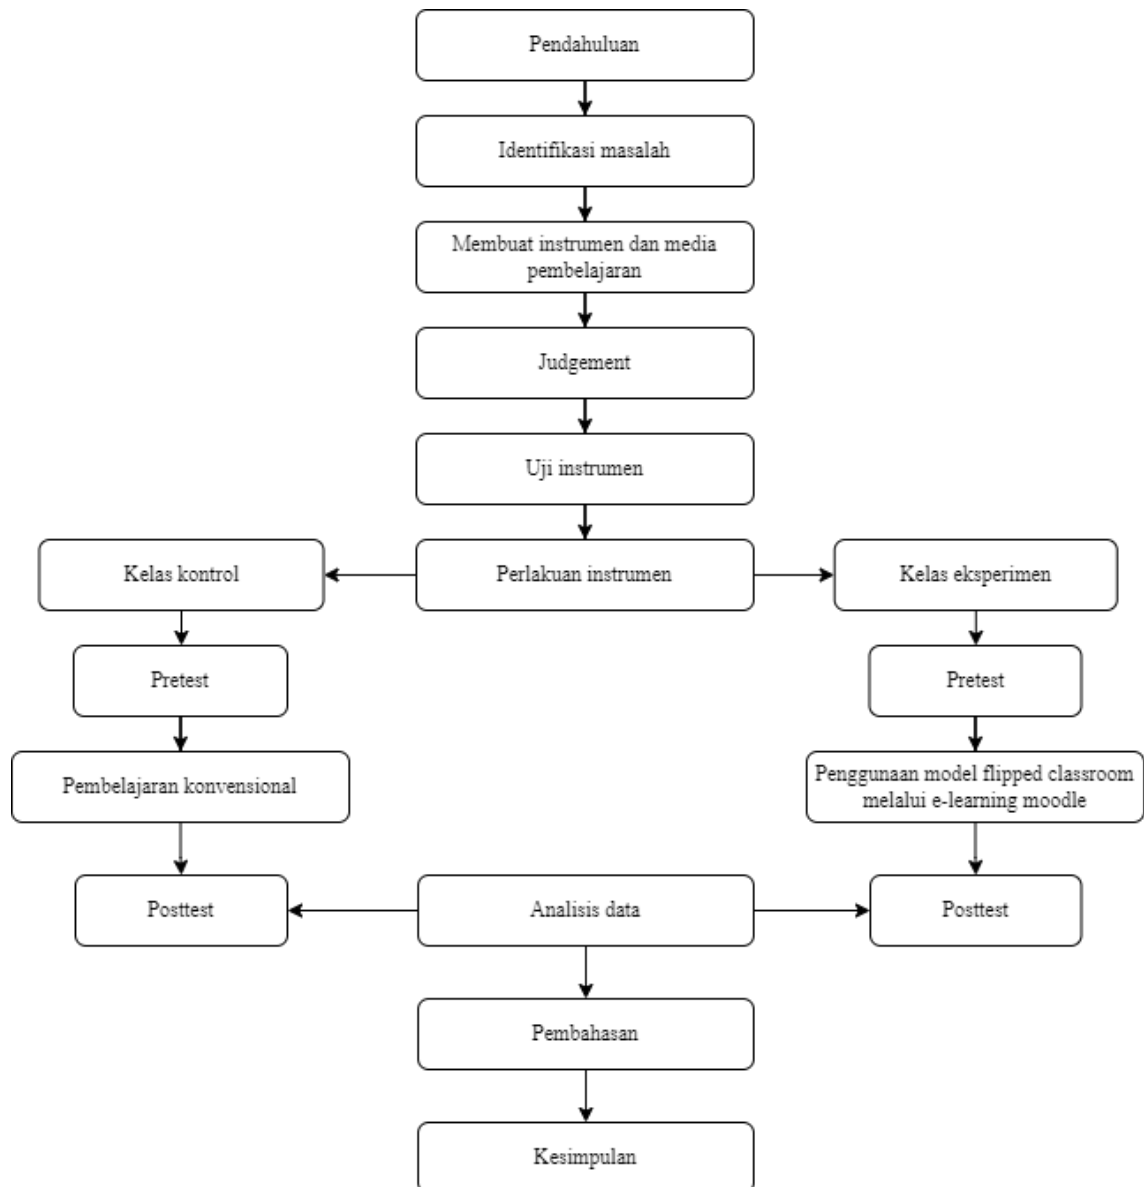 Pendahuluan
Identifikasi masalah
Membuat instrumen dan media
pembelajaran
Judgement
Uji instrumen
Kelas kontrol
Perlakuan instrumen
Kelas eksperimen
Pretest
Pretest
Pembelajaran konvensional
Penggunaan model flipped classroom
melalui e-learning moodle
Posttest
Analisis data
Posttest
Pembahasan
Kesimpulan